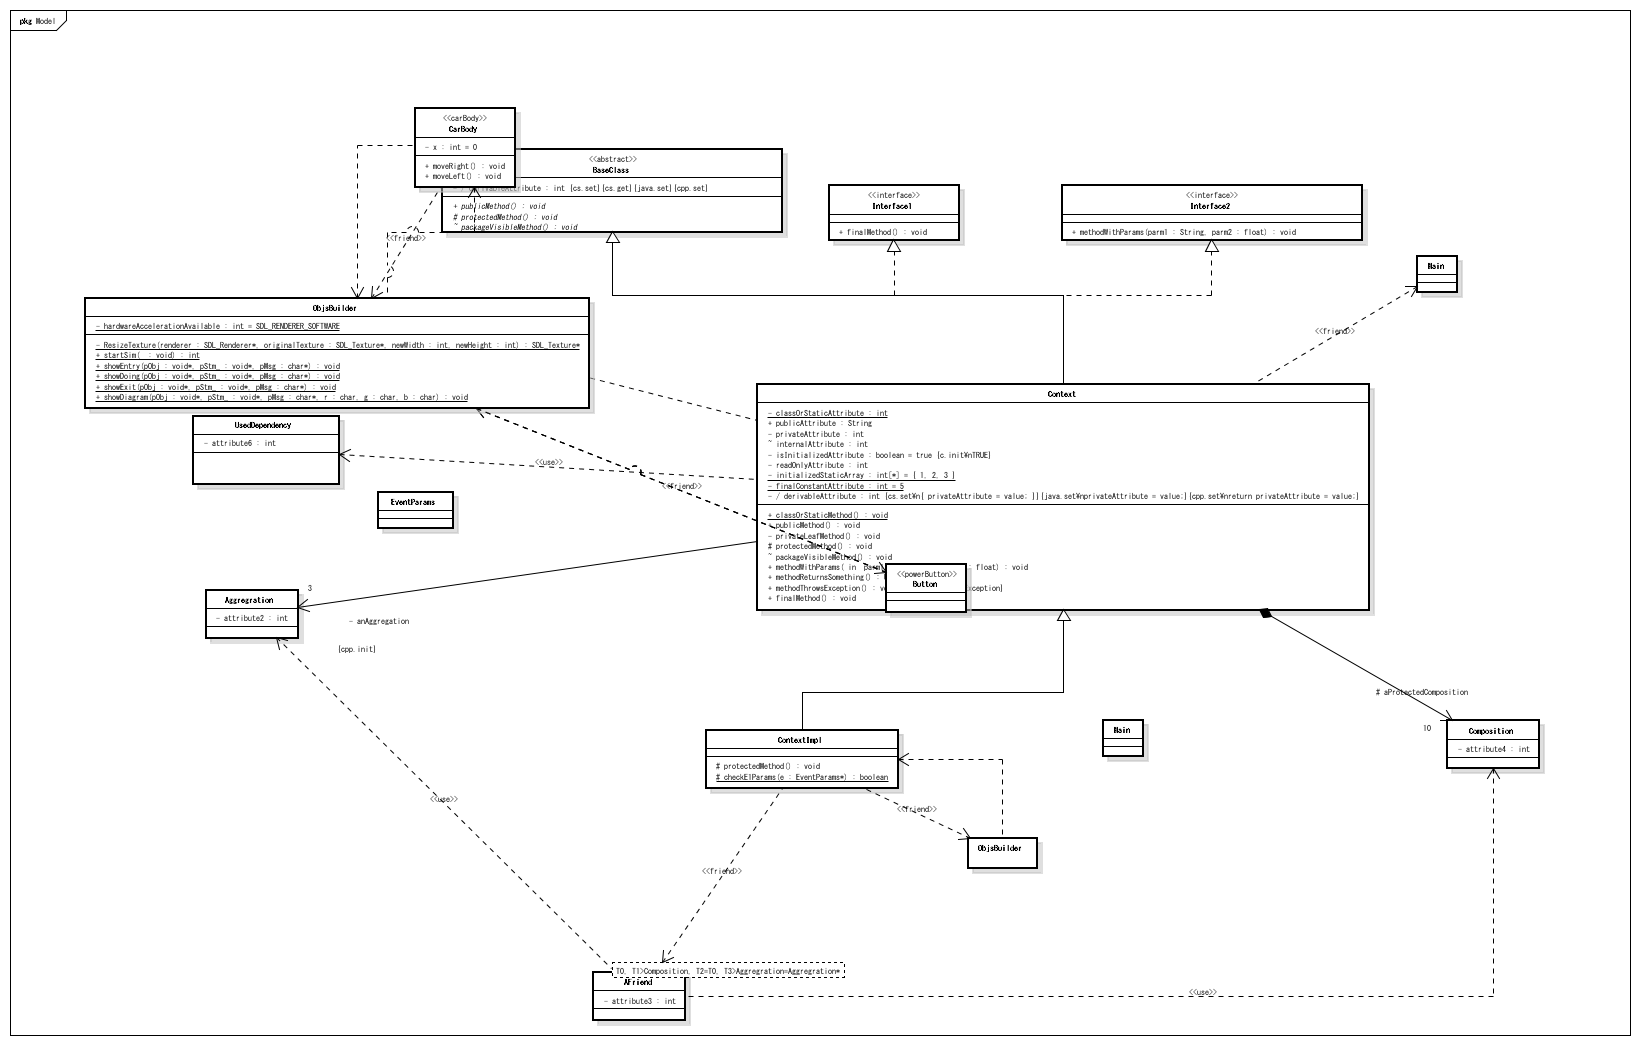 pkg Model
<<carBody>>
CarBody
- x : int = 0
+ moveRight() : void
+ moveLeft() : void
<<abstract>>
BaseClass
ttribute : int {cs.set}{cs.get}{java.set}{cpp.set}
+ publicMethod() : void
# protectedMethod() : void
~ packageVisibleMethod() : void
<<interface>>
Interface1
+ finalMethod() : void
<<interface>>
Interface2
+ methodWithParams(parm1 : String, parm2 : float) : void
Main
<<friend>>
<<friend>>
ObjsBuilder
- hardwareAccelerationAvailable : int = SDL_RENDERER_SOFTWARE
- ResizeTexture(renderer : SDL_Renderer*, originalTexture : SDL_Texture*, newWidth : int, newHeight : int) : SDL_Texture*
+ startSim(_ : void) : int
+ showEntry(pObj : void*, pStm_ : void*, pMsg : char*) : void
+ showDoing(pObj : void*, pStm_ : void*, pMsg : char*) : void
+ showExit(pObj : void*, pStm_ : void*, pMsg : char*) : void
+ showDiagram(pObj : void*, pStm_ : void*, pMsg : char*, r : char, g : char, b : char) : void
UsedDependency
- attribute6 : int
<<use>>
<<friend>>
EventParams
Context
- classOrStaticAttribute : int
+ publicAttribute : String
- privateAttribute : int
~ internalAttribute : int
- isInitializedAttribute : boolean = true {c.init¥nTRUE}
- readOnlyAttribute : int
- initializedStaticArray : int[*] = { 1, 2, 3 }
- finalConstantAttribute : int = 5
- / derivableAttribute : int {cs.set¥n{ privateAttribute = value; }}{java.set¥nprivateAttribute = value;}{cpp.set¥nreturn privateAttribute = value;}
+ classOrStaticMethod() : void
+ publicMethod() : void
- privateLeafMethod() : void
# protectedMethod() : void
~ packageVisibleMethod() : void
+ methodWithParams( in parm : float) : void
+ methodReturnsSomething() :
+ methodThrowsException() : v xception}
+ finalMethod() : void
<<powerButton>>
Button
3
Aggregration
- attribute2 : int
- anAggregation
{cpp.init}
# aProtectedComposition
10
Composition
- attribute4 : int
ContextImpl
# protectedMethod() : void
# checkE1Params(e : EventParams*) : boolean
Main
<<use>>
<<friend>>
ObjsBuilder
<<friend>>
T0, T1>Composition, T2=T0, T3>Aggregration=Aggregration*
AFriend
- attribute3 : int
<<use>>